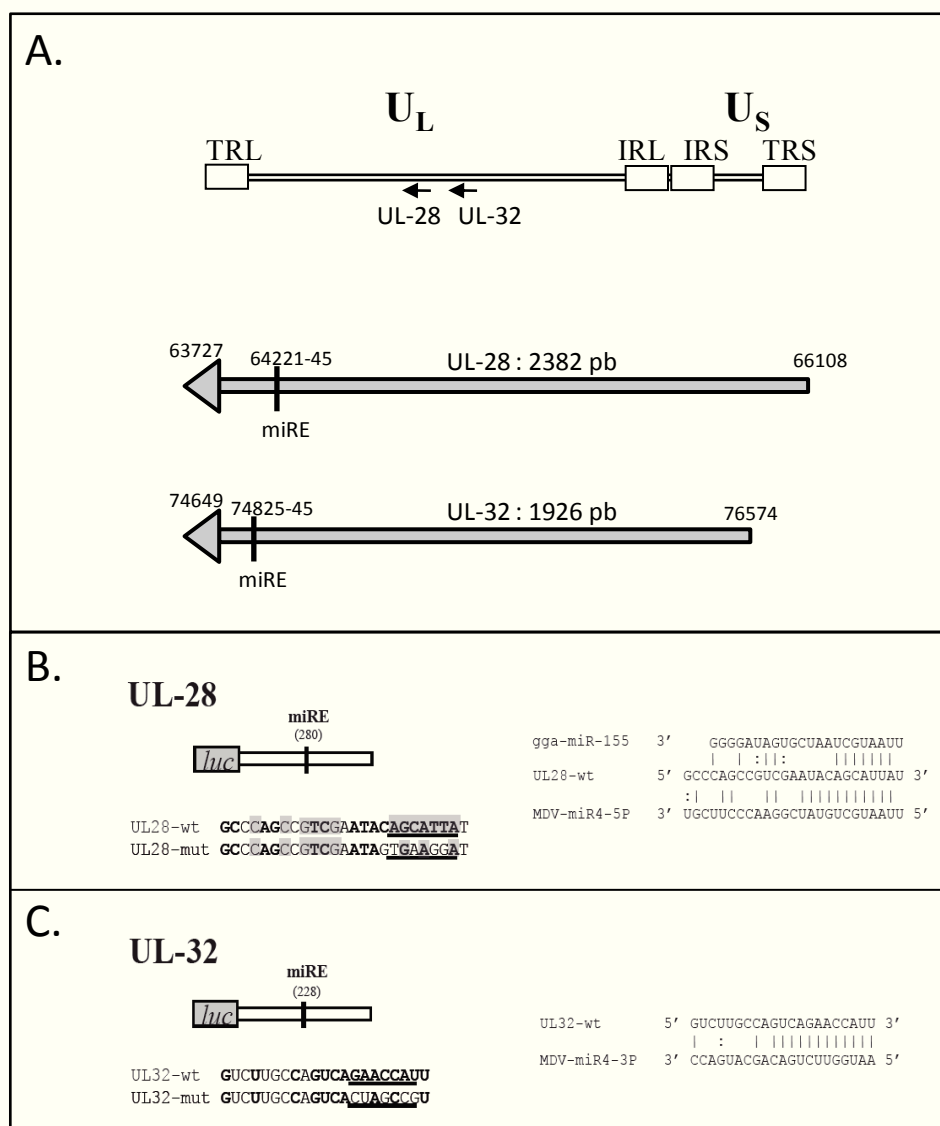 A.
U_L U_S
TRL IRL IRS TRS
UL-28 UL-32
63727 64221-45 UL-28 : 2382 pb 66108
miRE
74649 74825-45 UL-32 : 1926 pb 76574
miRE
B.
UL-28
miRE
(280)
luc
UL28-wt GCCCAGCCGTCGAATACAGCATTAT
UL28-mut GCCCAGCCGTCGAATAGTGAAGGAT
gga-miR-155 3’ GGGGAUAGUGCUAAUCGUAAUU
| | :||: |||||||
UL28-wt 5’ GCCCAGCCGUCGAAUACAGCAUUAU 3’
:| || || |||||||||||
MDV-miR4-5P 3’ UGCUUCCCAAGGCUAUGUCGUAAUU 5’
C.
UL-32
miRE
(228)
luc
UL32-wt GUCUUGCCAGUCAGAACCAUU
UL32-mut GUCUUGCCAGUCACUAGCCGU
UL32-wt 5’ GUCUUGCCAGUCAGAACCAUU 3’
| : | ||||||||||||
MDV-miR4-3P 3’ CCAGUACGACAGUCUUGGUAA 5’